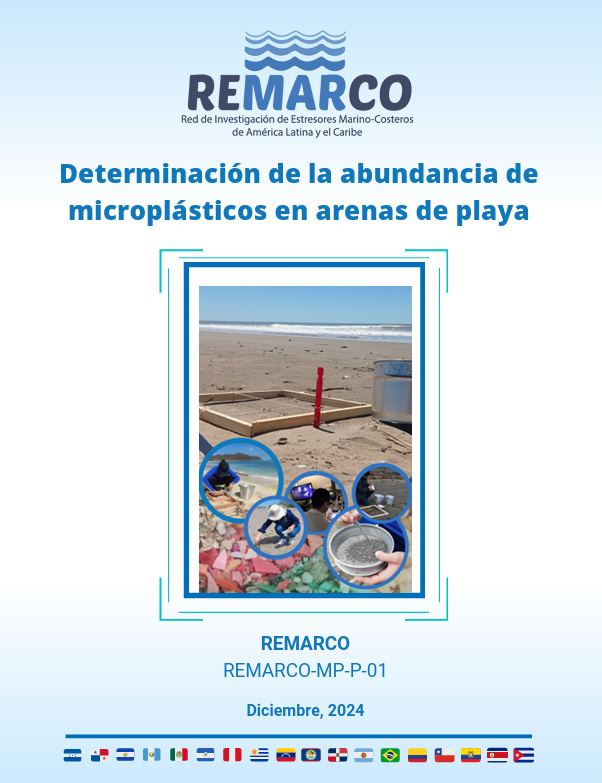 REMARCO
Red de Investigación de Estresores Marino-Costeros
de América Latina y el Caribe
Determinación de la abundancia de
microplásticos en arenas de playa
REMARCO
REMARCO-MP-P-01
Diciembre, 2024